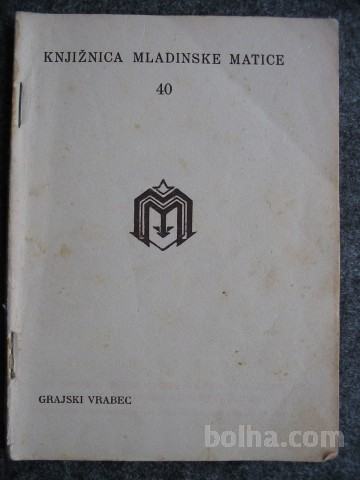 KNJIŽNICA MLADINSKE MATICE
40
M
GRAJSKI VRABEC
bolha.com